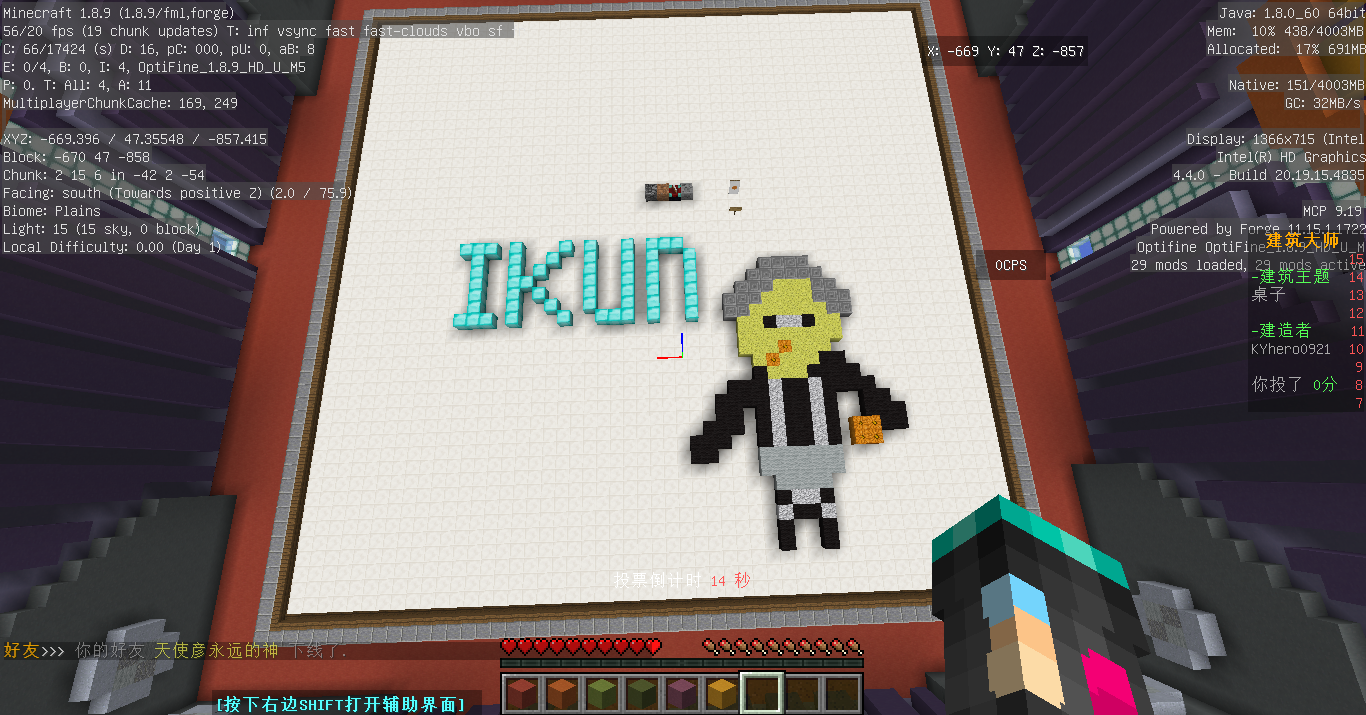 Minecraft 1.8.9 (1.8.9/fml,forge)
56/20 fps (19 chunk updates) T: inf vsync fast fast-clouds vbo sf
C: 66/17424 (s) D: 16, pC: 000, pU: 0, aB: 8
E: 0/4, B: 0, I: 4, OptiFine_1.8.9_HD_U_M5
P: 0. T: All: 4, A: 11
MultiplayerChunkCache: 169, 249
XYZ: -669.396 / 47.35548 / -857.415
Block: -670 47 -858
Chunk: 2 15 6 in -42 2 -54
Facing: south (Towards positive Z) (2.0 / 75.9)
Biome: Plains
Light: 15 (15 sky, 0 block)
Local Difficulty: 0.00 (Day 1)
X: -669 Y: 47 Z: -857
Java: 1.8.0_60 64bit
Mem: 10% 438/4003MB
Allocated: 17% 691MB
Native: 151/4003MB
GC: 32MB/s
Display: 1366x715 (Intel
Intel(R) HD Graphics
4.4.0 - Build 20.19.15.4835
MCP 9.19
Powered by Forge 11.15.1.1722
Optifine OptiFine_1.8.9_HD_U_M
29 mods loaded, 29 mods active
0CPS
建筑大师
15
-建筑主题 14
桌子 13
12
-建造者 11
KYhero0921 10
9
你投了 0分 8
7
IKUN
投票倒计时 14 秒
好友>>> 你的好友 天使彦永远的神 下线了.
[按下右边SHIFT打开辅助界面]